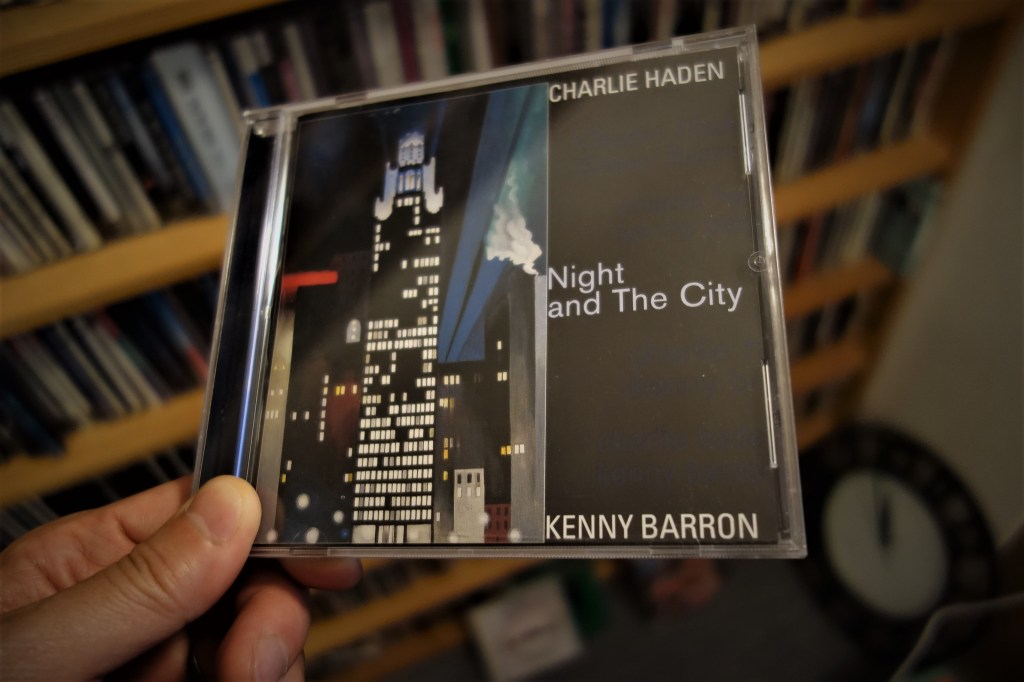 CHARLIE HADEN
Night
and The City
KENNY BARRON